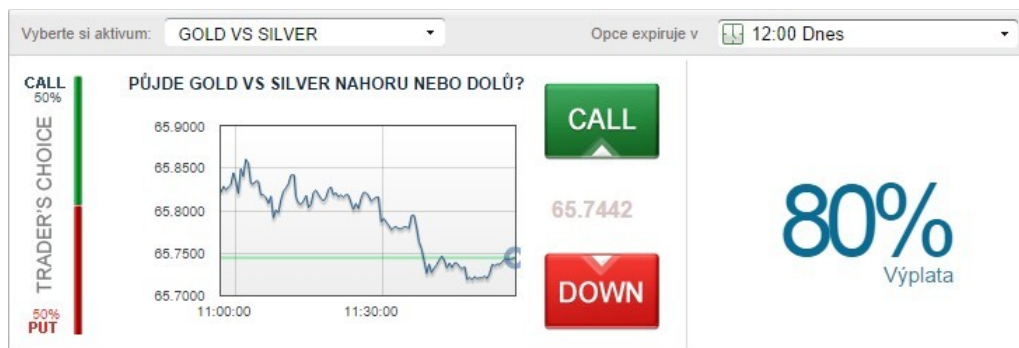 Vyberte si aktivum: GOLD VS SILVER Opce expiruje v 12:00 Dnes
CALL
50%
TRADER'S CHOICE
50%
PUT
PŮJDE GOLD VS SILVER NAHORU NEBO DOLŮ?
65.9000
65.8500
65.8000
65.7500
65.7000
11:00:00 11:30:00
CALL
65.7442
DOWN
80%
Výplata